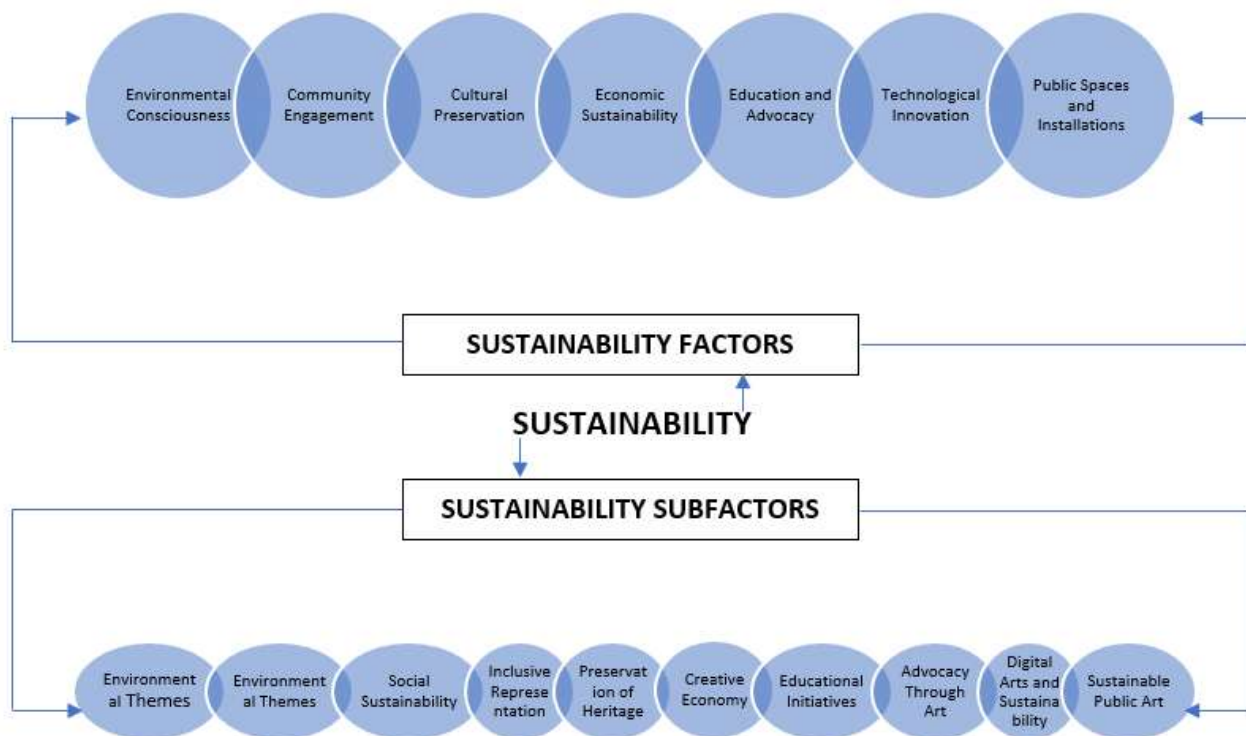 Environmental
Consciousness
Community
Engagement
Cultural
Preservation
Economic
Sustainability
Education and
Advocacy
Technological
Innovation
Public Spaces
and
Installations
SUSTAINABILITY FACTORS
SUSTAINABILITY
SUSTAINABILITY SUBFACTORS
Environment
al Themes
Environment
al Themes
Social
Sustainability
Inclusive
Represe
ntation
Preservat
ion of
Heritage
Creative
Economy
Educational
Initiatives
Advocacy
Through
Art
Digital
Arts and
Sustaina
bility
Sustainable
Public Art